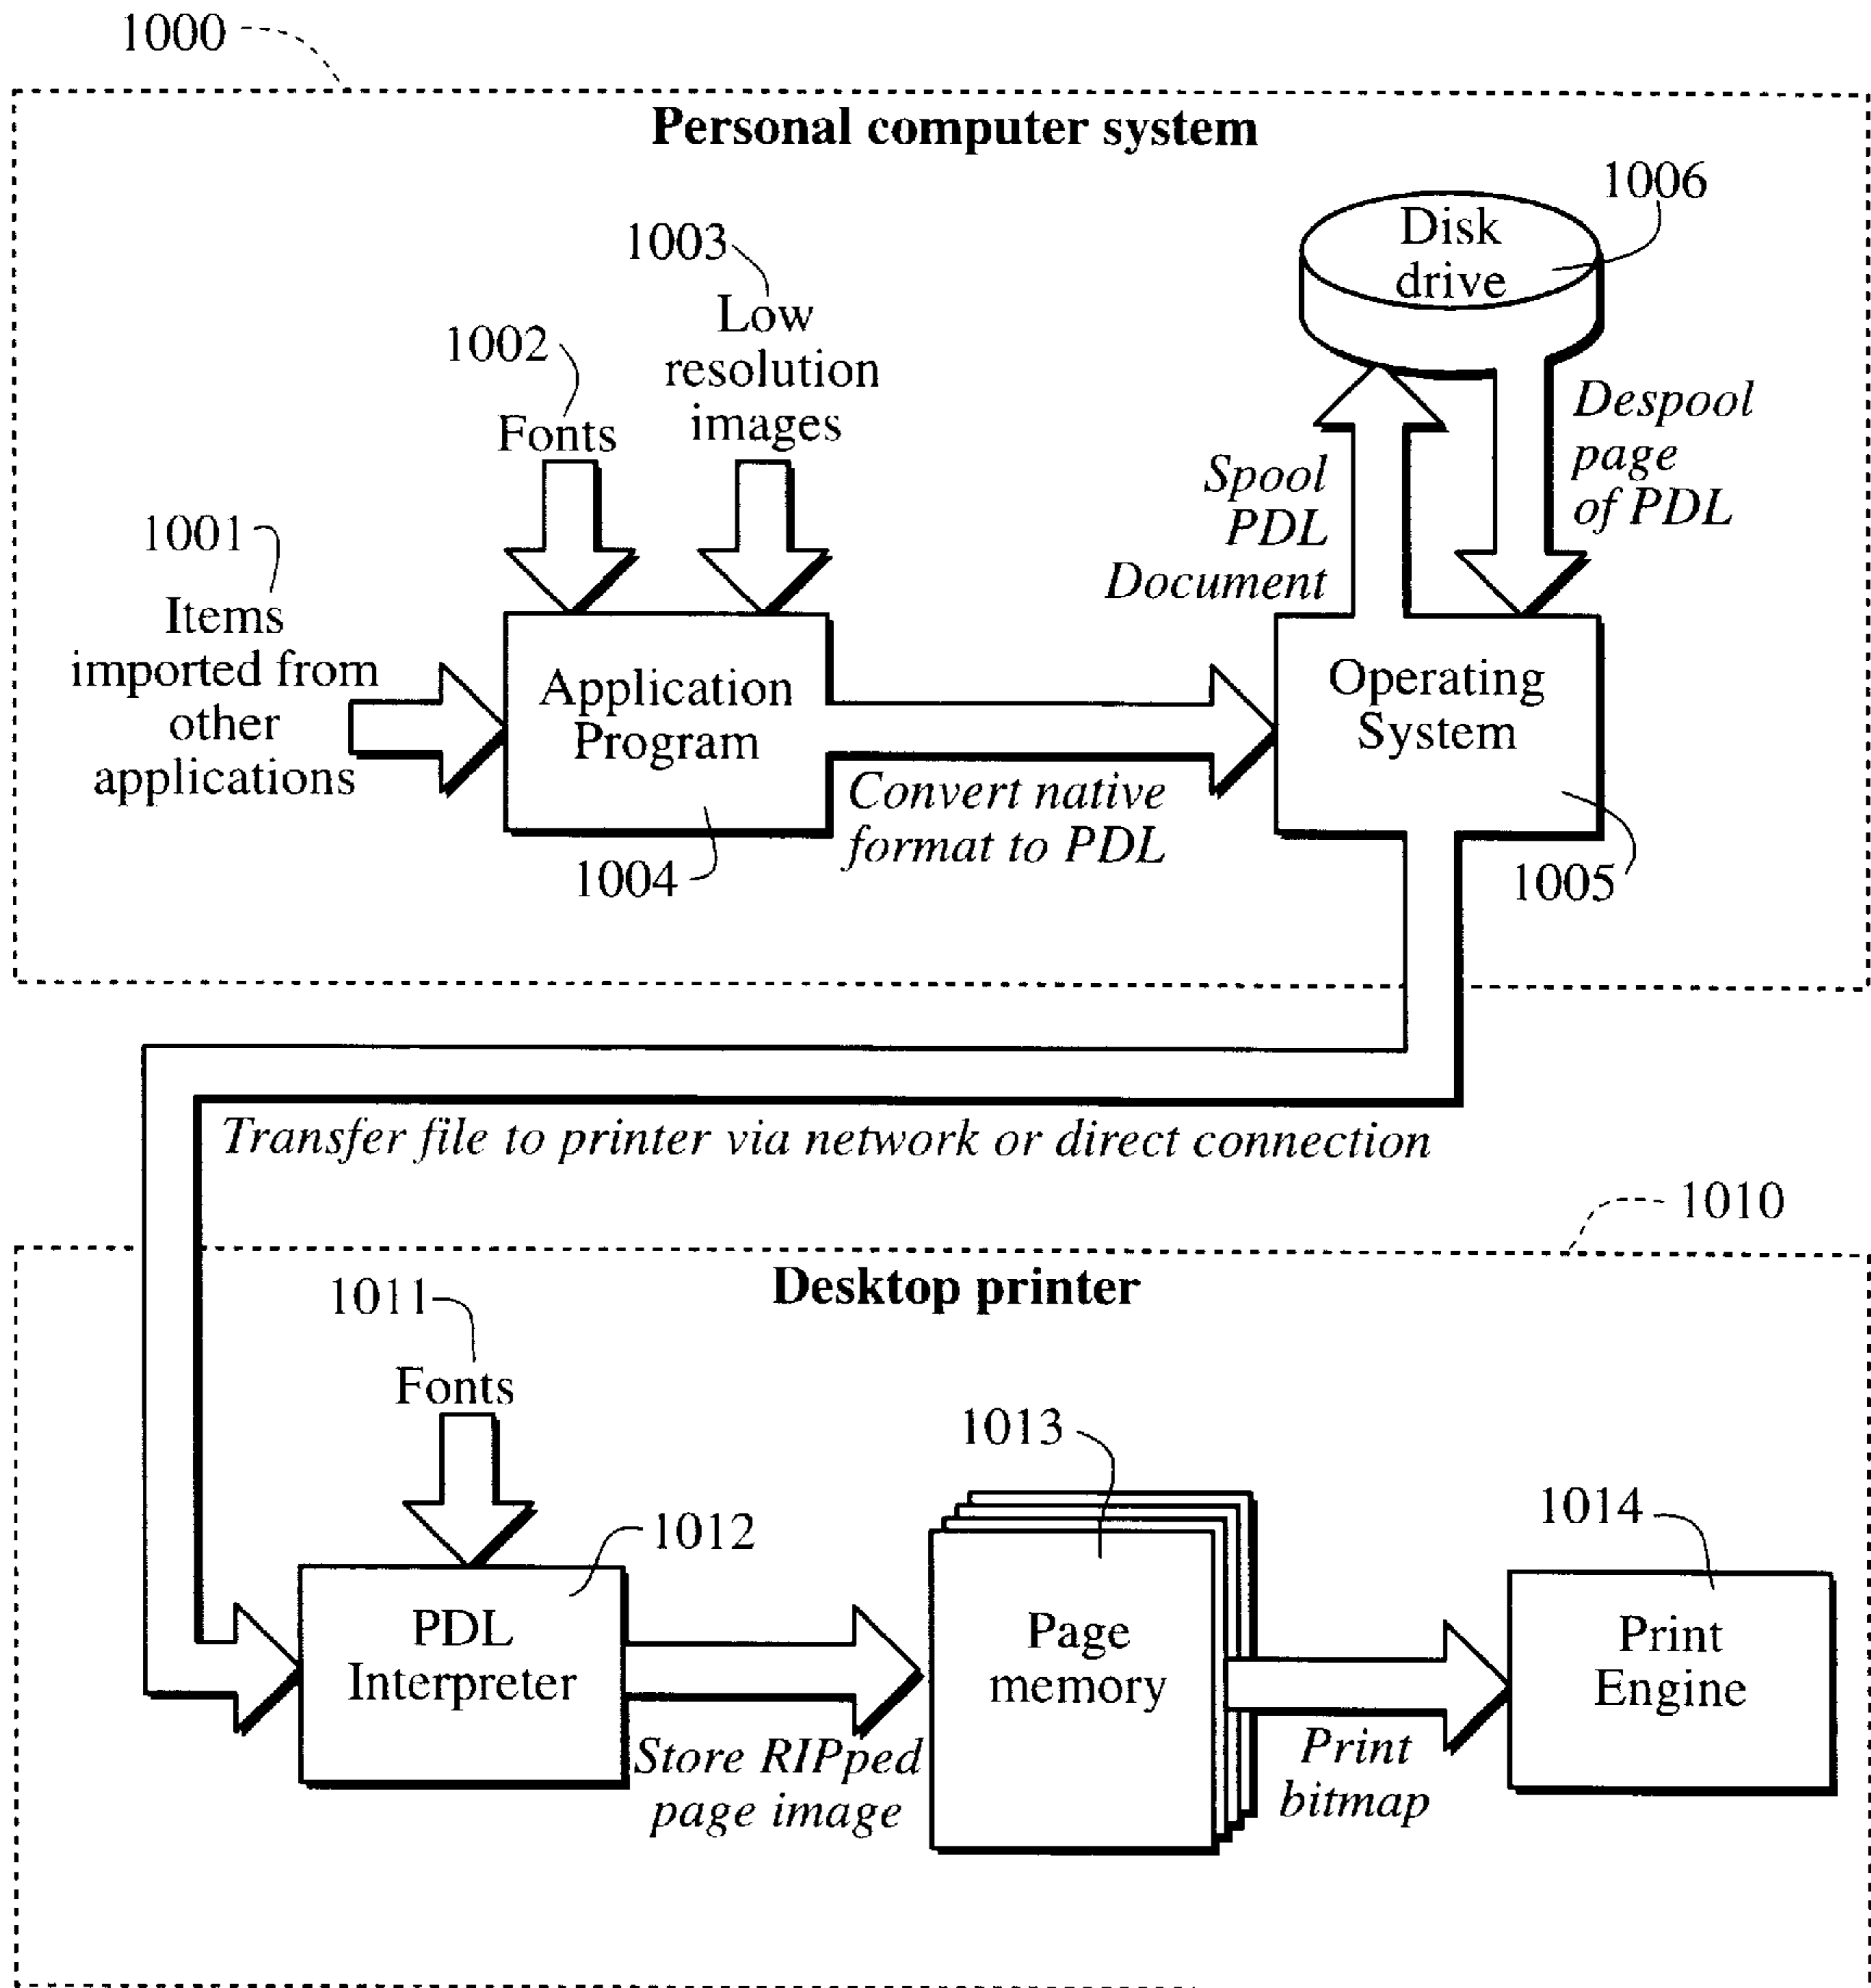 1000
Personal computer system
1006
Disk
drive
1003
Low
resolution
images
1002
Fonts
Despool
page
of PDL
Spool
PDL
Document
1001
Items
imported from
other
applications
Application
Program
Operating
System
Convert native
format to PDL
1004
1005
Transfer file to printer via network or direct connection
1010
Desktop printer
1011
Fonts
1013
1012
1014
PDL
Interpreter
Page
memory
Print
Engine
Store RIPped
page image
Print
bitmap